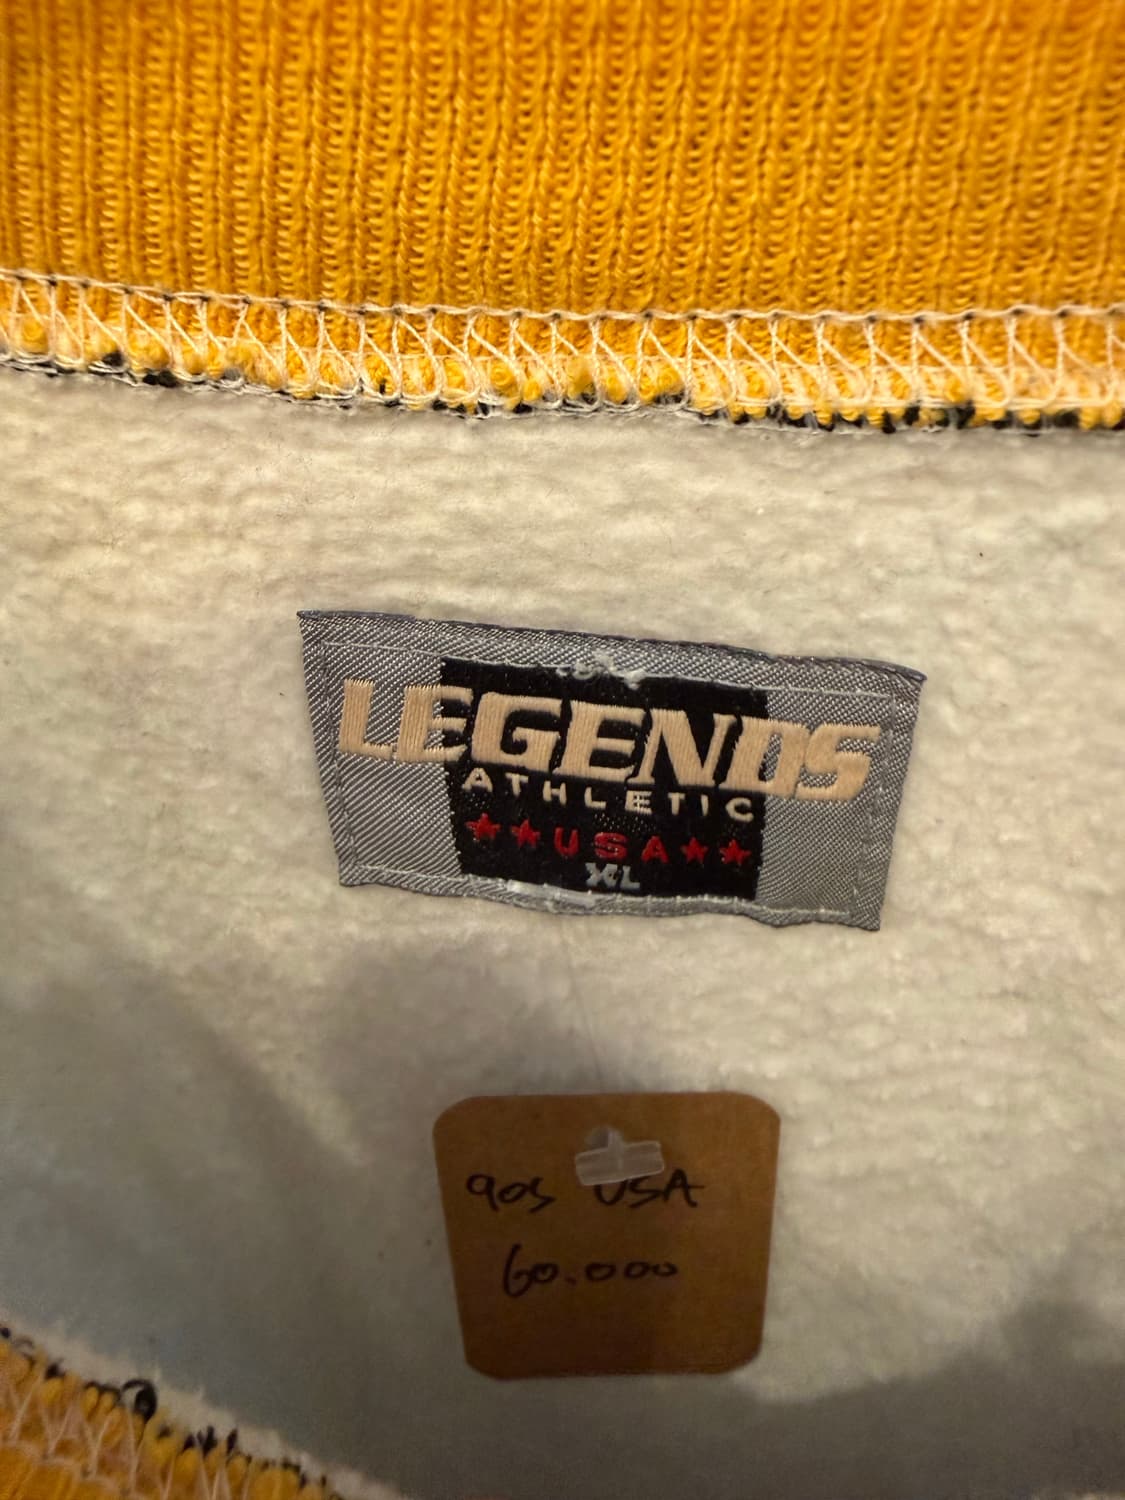 LEGENDS
ATHLETIC
★★USA★★
XL
90s USA
60.000